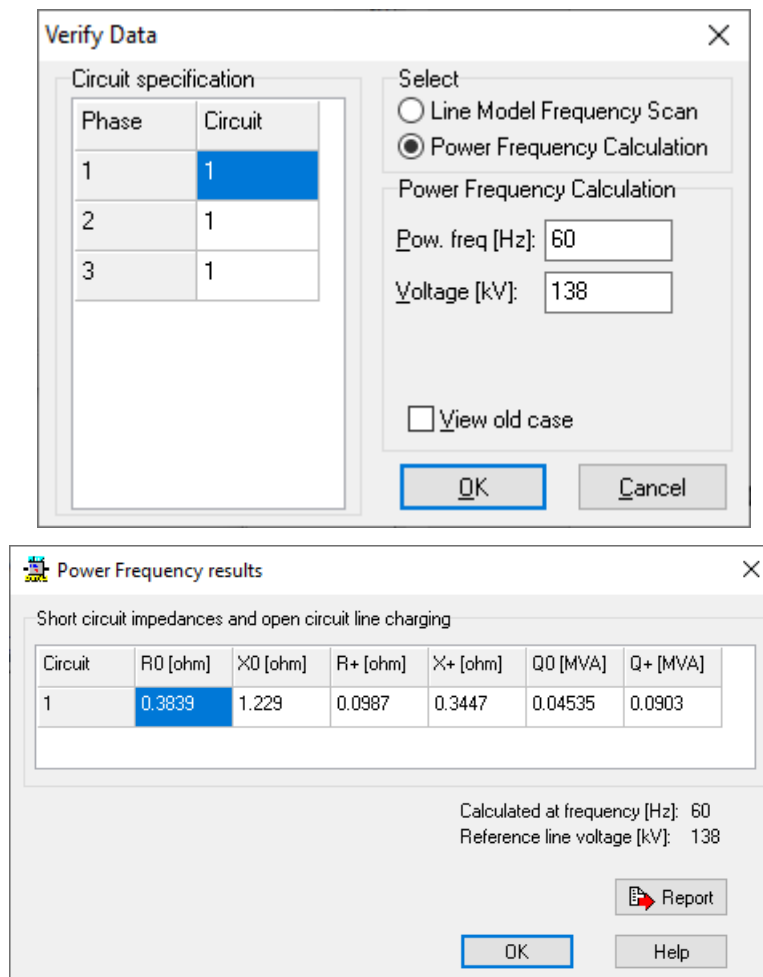 Verify Data
Circuit specification
Phase Circuit
1 1
2 1
3 1
Select
Line Model Frequency Scan
Power Frequency Calculation
Power Frequency Calculation
Pow. freq [Hz]: 60
Voltage [kV]: 138
View old case
OK Cancel
Power Frequency results
Short circuit impedances and open circuit line charging
Circuit R0 [ohm] X0 [ohm] R+ [ohm] X+ [ohm] Q0 [MVA] Q+ [MVA]
1 0.3839 1.229 0.0987 0.3447 0.04535 0.0903
Calculated at frequency [Hz]: 60
Reference line voltage [kV]: 138
Report
OK Help